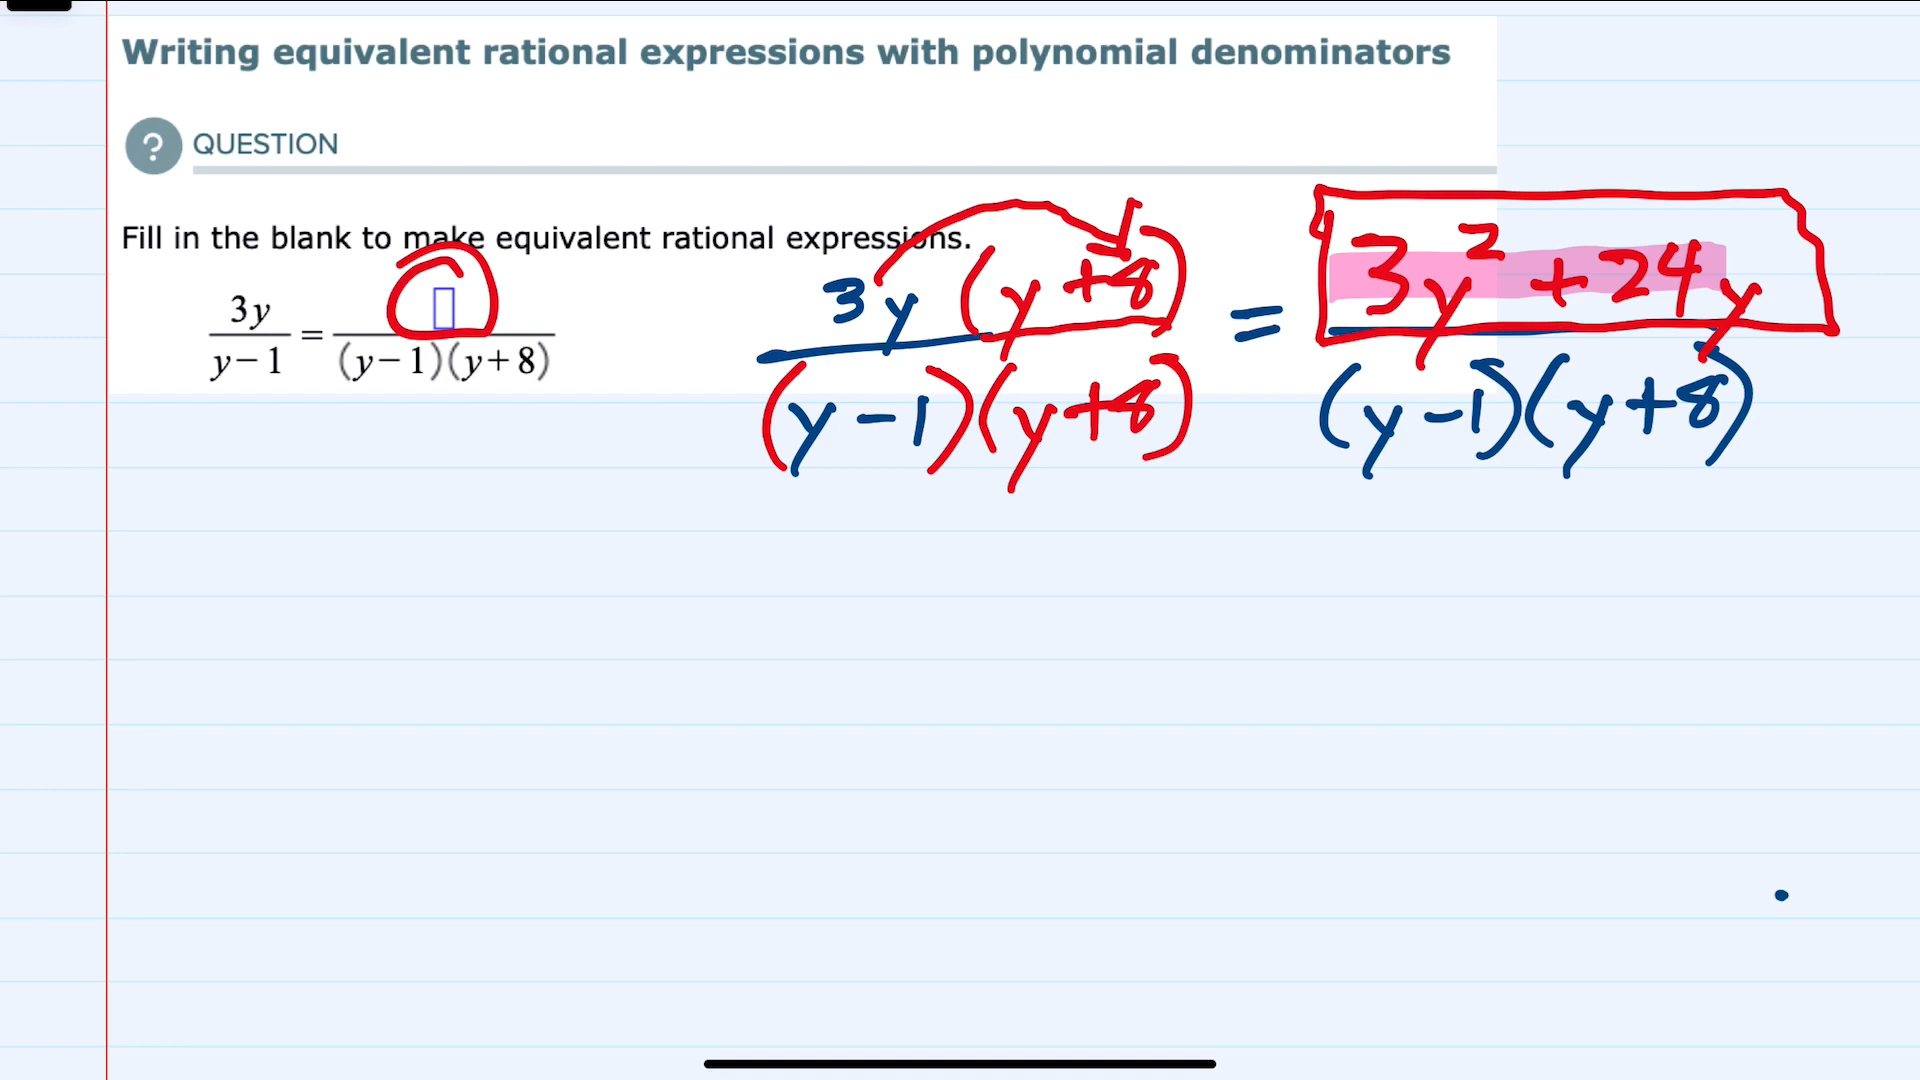 Writing equivalent rational expressions with polynomial denominators
? QUESTION
Fill in the blank to make equivalent rational expressions.
3y / y−1 = □ / (y−1)(y+8)
3y(y+8) / (y−1)(y+8) = 3y² + 24y / (y−1)(y+8)